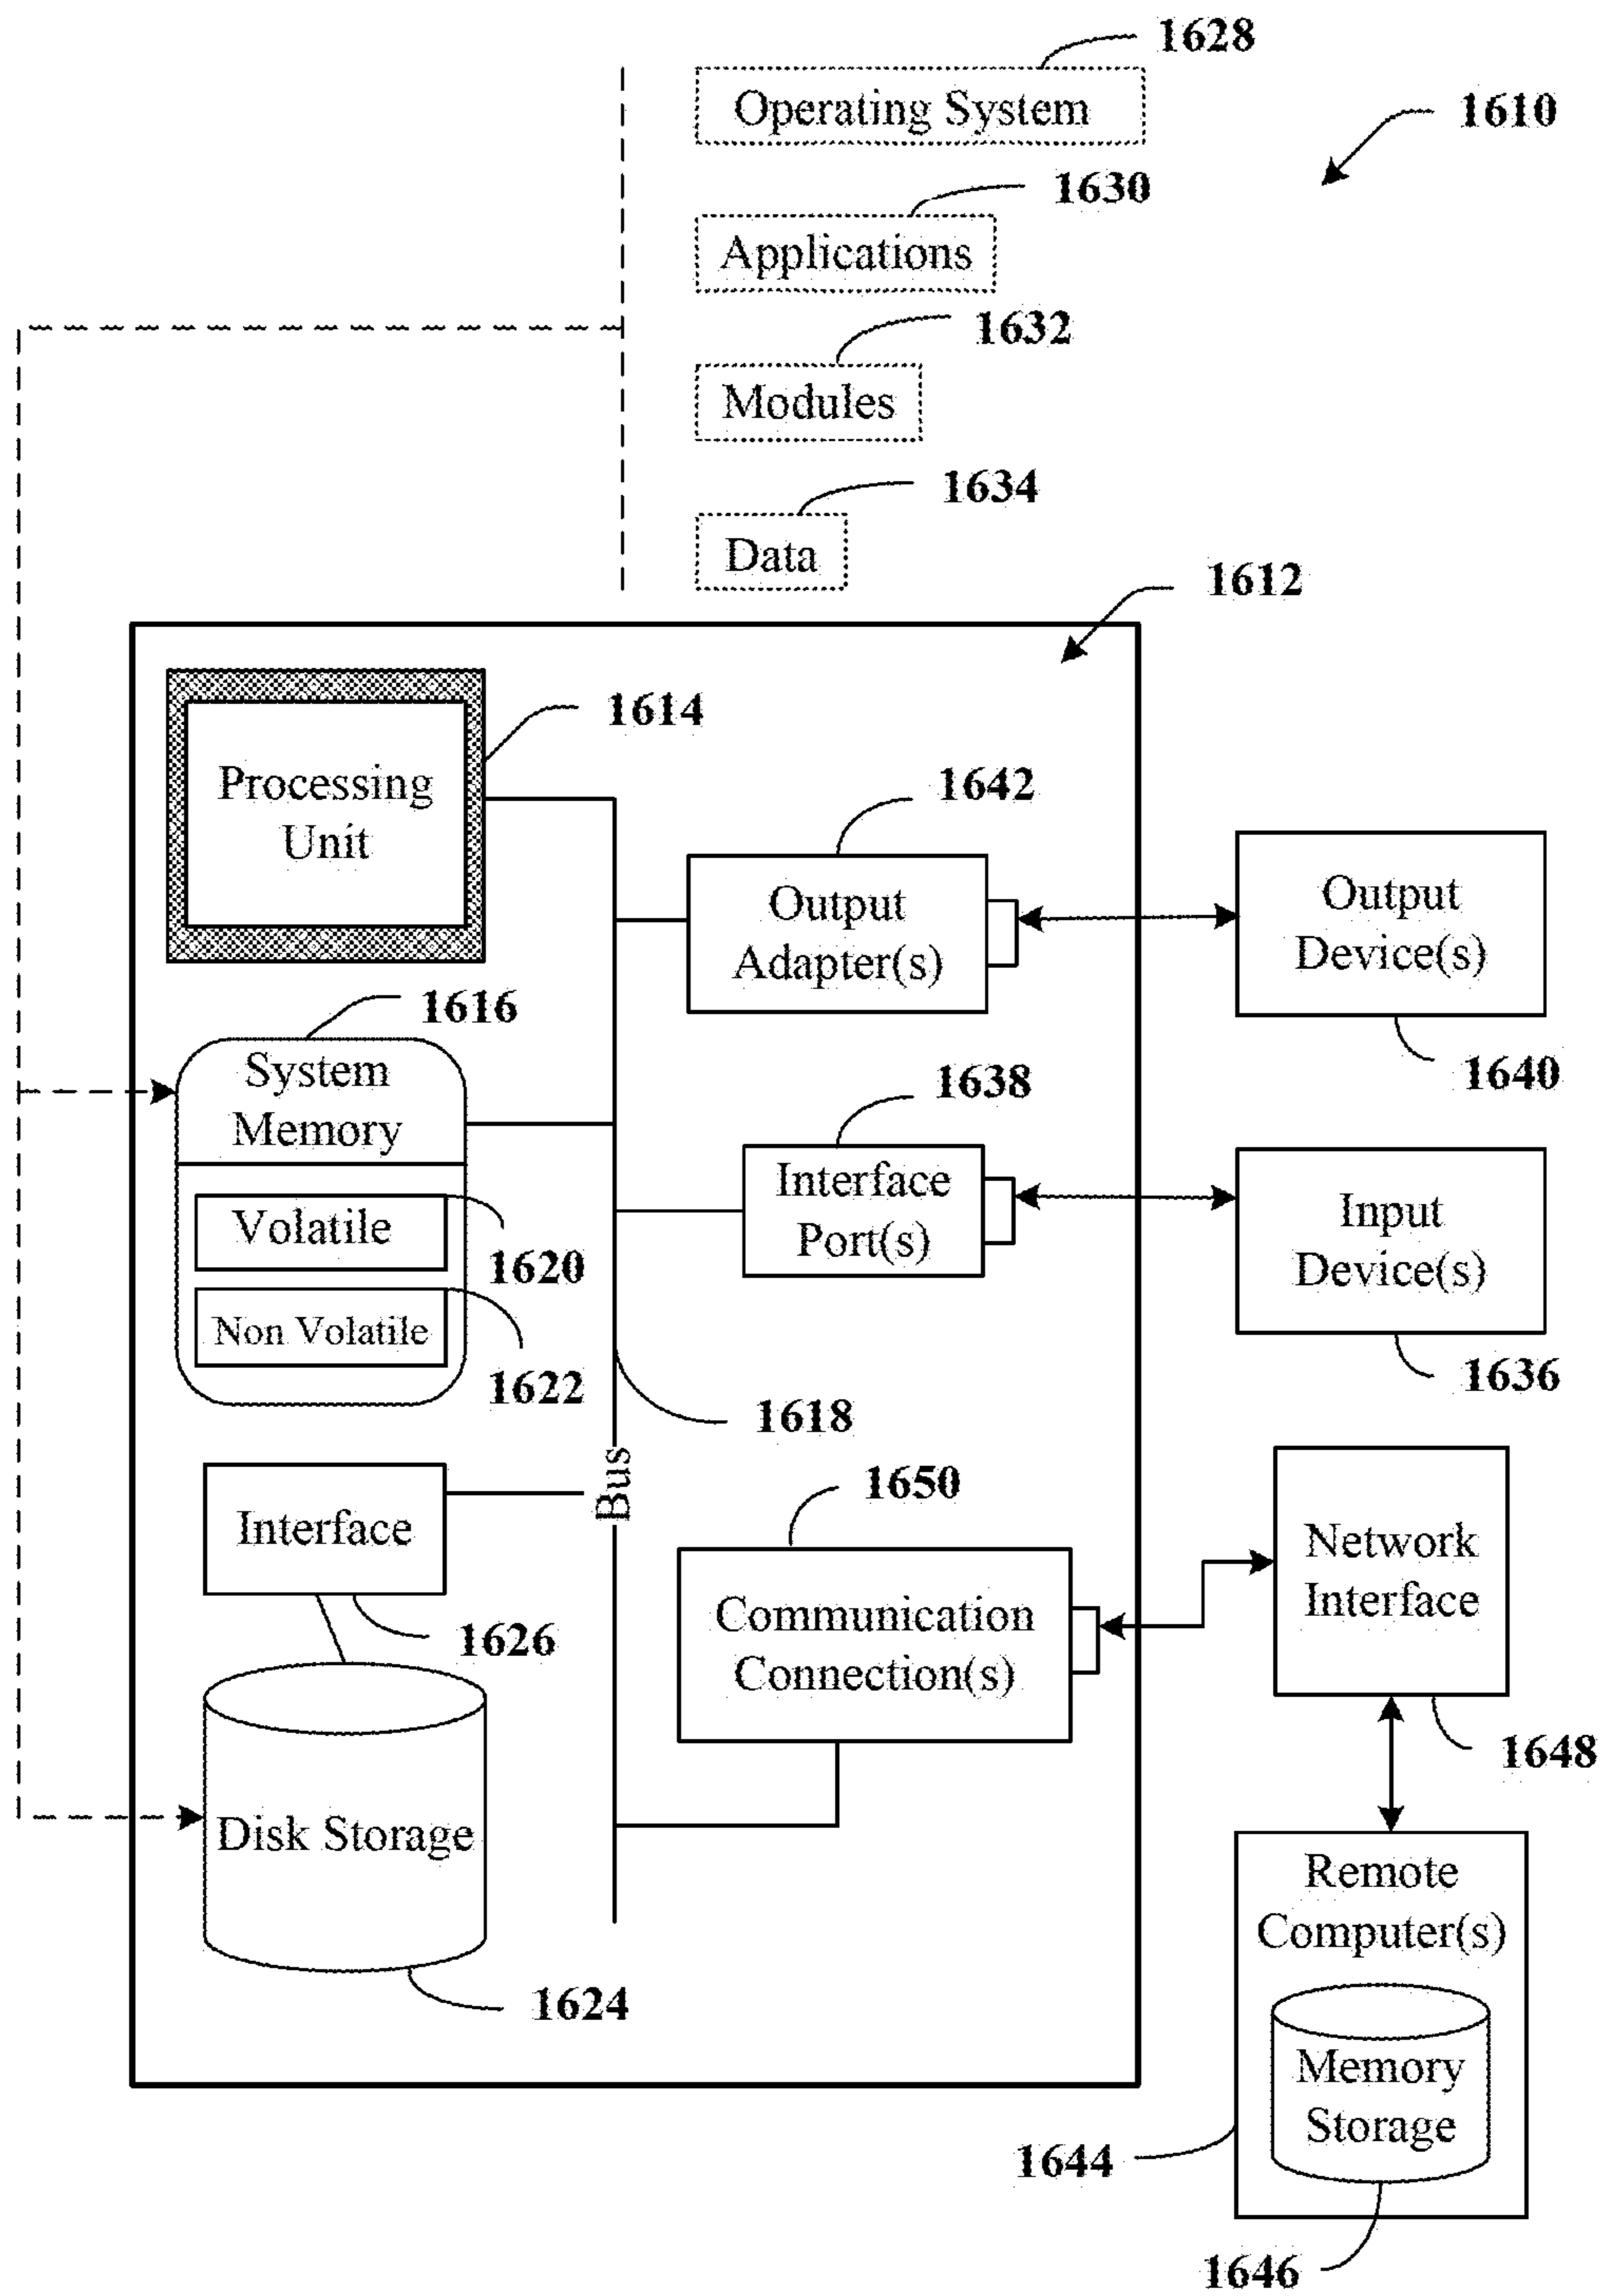 1628
Operating System
1610
1630
Applications
1632
Modules
1634
Data
1612
1614
Processing
Unit
1642
Output
Adapter(s)
Output
Device(s)
1640
1616
System
Memory
1638
Interface
Port(s)
Input
Device(s)
1636
Volatile
1620
Non Volatile
1622
1618
Bus
Interface
1626
1650
Communication
Connection(s)
Network
Interface
1648
Disk Storage
1624
Remote
Computer(s)
Memory
Storage
1644
1646